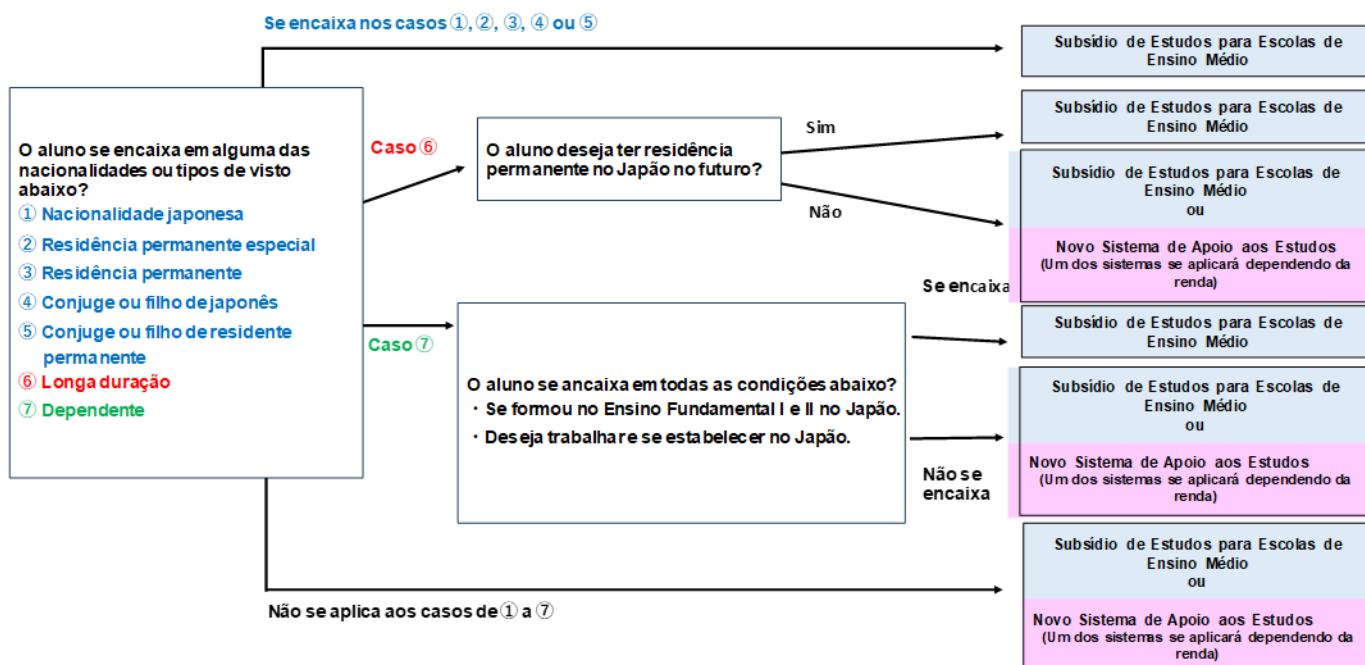 Se encaixa nos casos ①, ②, ③, ④ ou ⑤
O aluno se encaixa em alguma das
nacionalidades ou tipos de visto
abaixo?
① Nacionalidade japonesa
② Residência permanente especial
③ Residência permanente
④ Conjuge ou filho de japonês
⑤ Conjuge ou filho de residente
permanente
⑥ Longa duração
⑦ Dependente
Caso ⑥
O aluno deseja ter residência
permanente no Japão no futuro?
Sim
Não
Caso ⑦
O aluno se ancaixa em todas as condições abaixo?
・Se formou no Ensino Fundamental I e II no Japão.
・Deseja trabalhar e se estabelecer no Japão.
Se encaixa
Não se
encaixa
Não se aplica aos casos de ① a ⑦
Subsídio de Estudos para Escolas de
Ensino Médio
Subsídio de Estudos para Escolas de
Ensino Médio
Subsídio de Estudos para Escolas de
Ensino Médio
ou
Novo Sistema de Apoio aos Estudos
(Um dos sistemas se aplicará dependendo da
renda)
Subsídio de Estudos para Escolas de
Ensino Médio
Subsídio de Estudos para Escolas de
Ensino Médio
ou
Novo Sistema de Apoio aos Estudos
(Um dos sistemas se aplicará dependendo da
renda)
Subsídio de Estudos para Escolas de
Ensino Médio
ou
Novo Sistema de Apoio aos Estudos
(Um dos sistemas se aplicará dependendo da
renda)